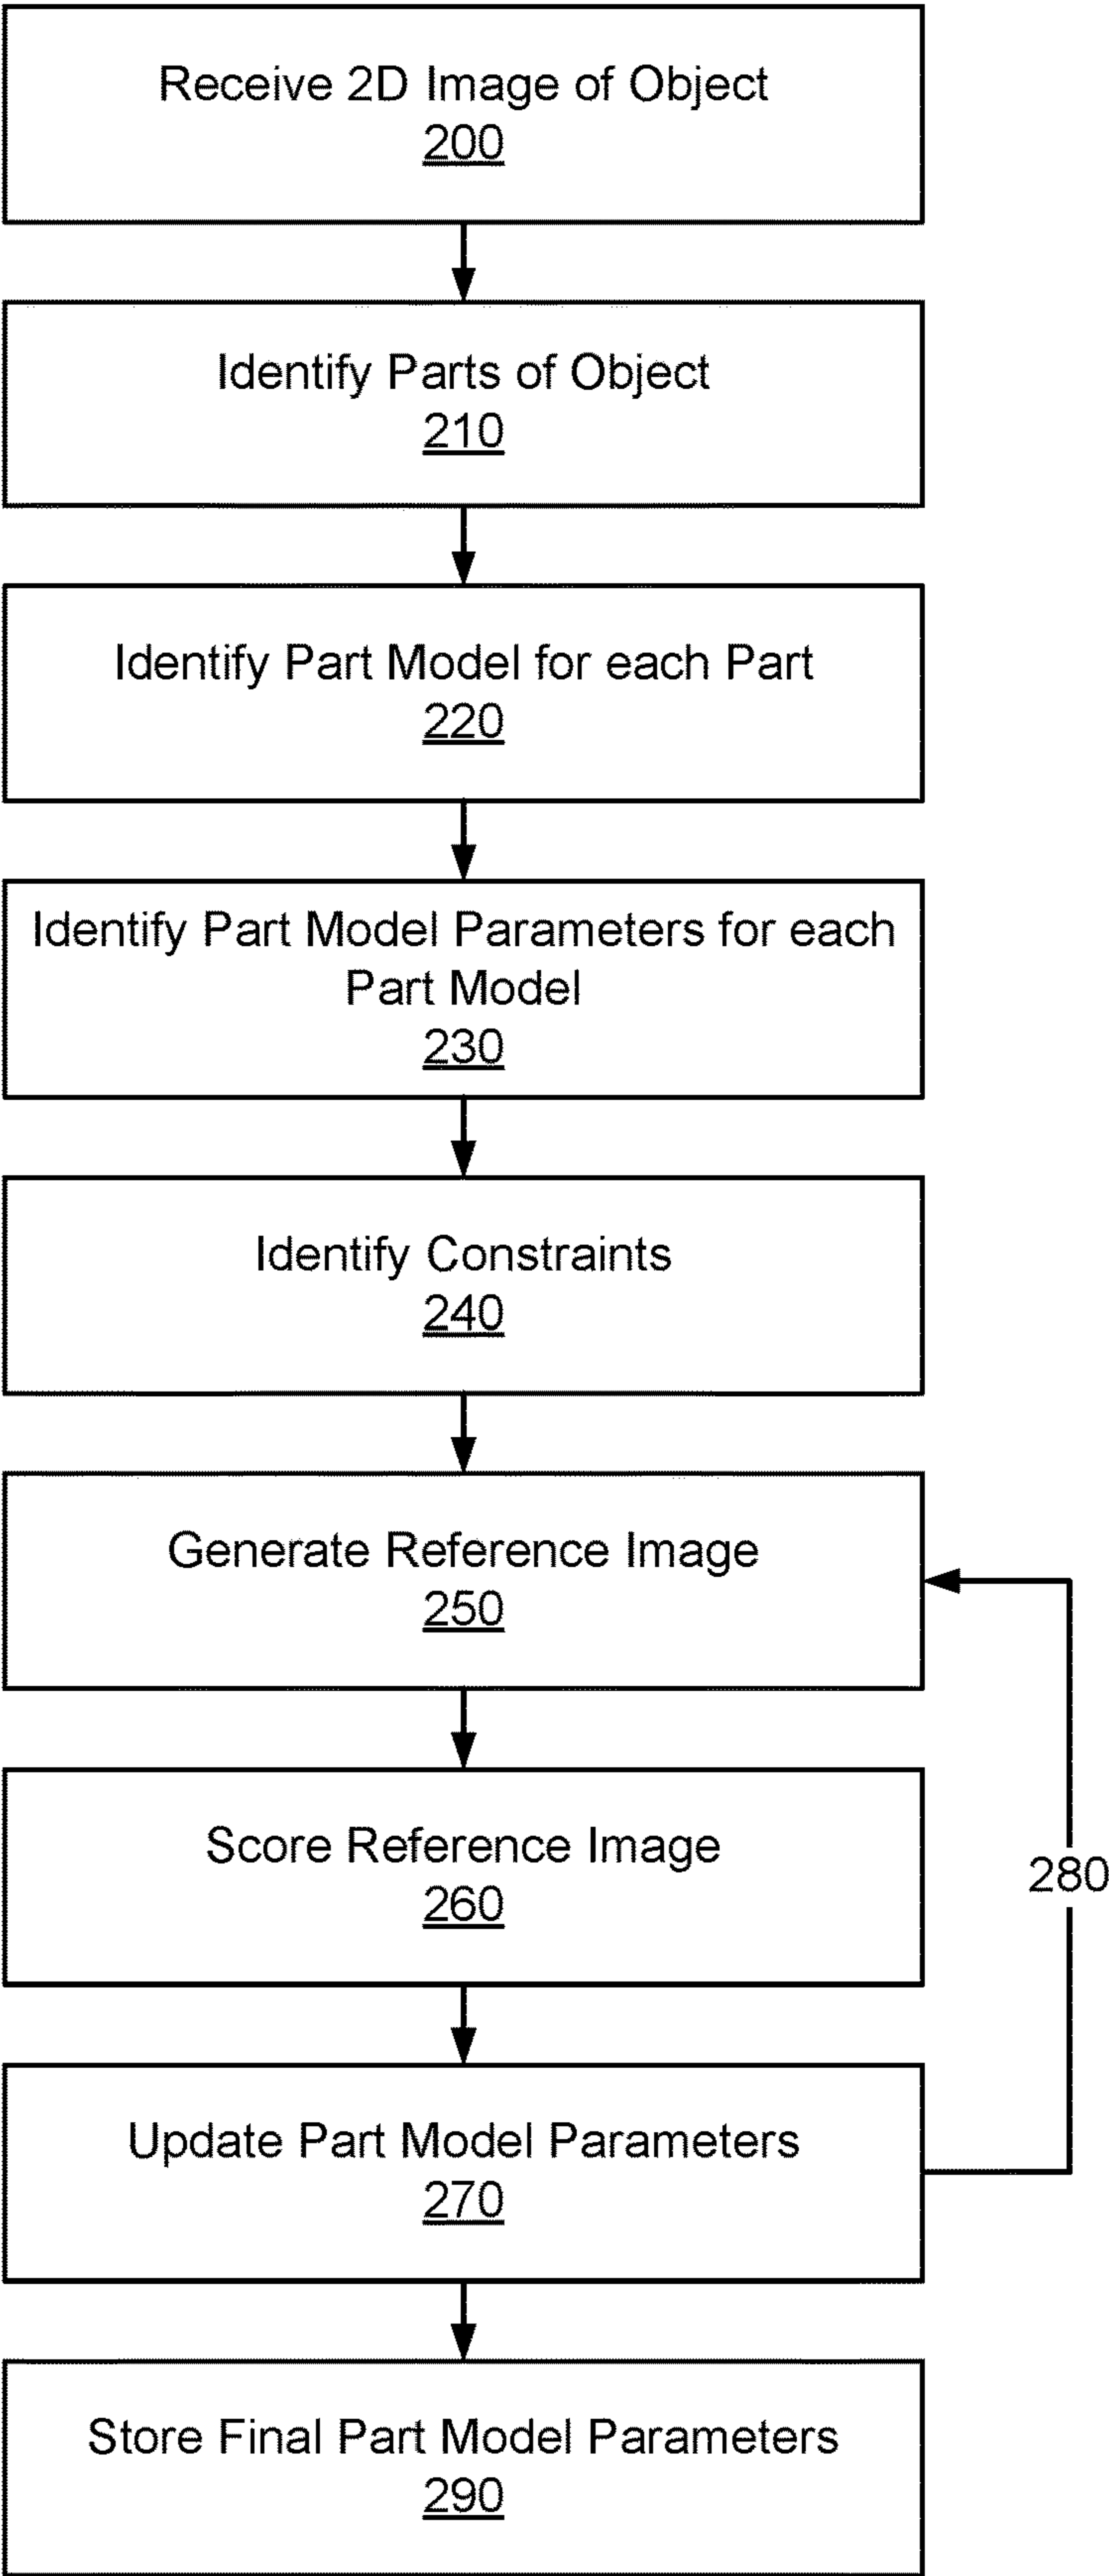 Receive 2D Image of Object
200
Identify Parts of Object
210
Identify Part Model for each Part
220
Identify Part Model Parameters for each
Part Model
230
Identify Constraints
240
Generate Reference Image
250
Score Reference Image
260
280
Update Part Model Parameters
270
Store Final Part Model Parameters
290